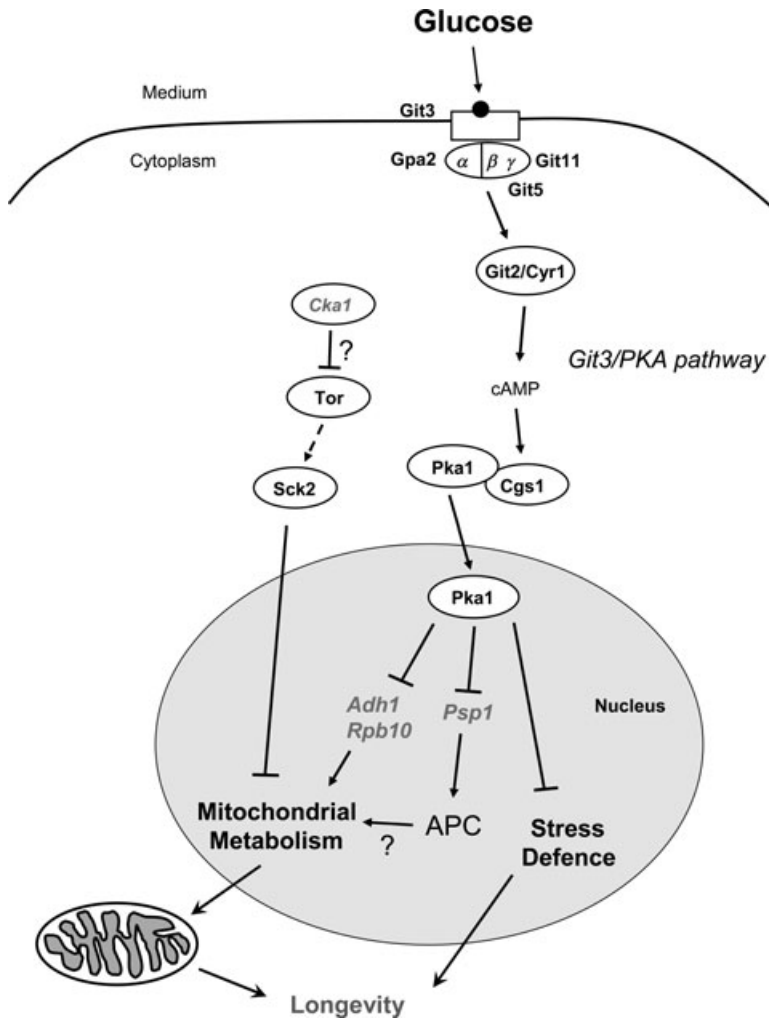 Glucose
Medium
Git3
Cytoplasm
Gpa2
α
β γ
Git11
Git5
Git2/Cyr1
Cka1
?
Git3/PKA pathway
Tor
cAMP
Pka1
Sck2
Cgs1
Pka1
Adh1
Rpb10
Psp1
Nucleus
Mitochondrial
Metabolism
?
APC
Stress
Defence
Longevity